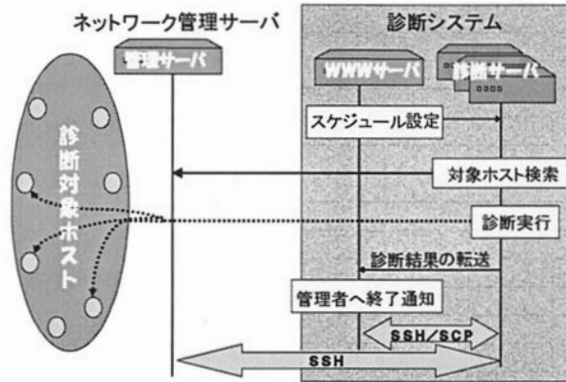 ネットワーク管理サーバ
診断システム
管理サーバ
WWWサーバ
診断サーバ
スケジュール設定
診断対象ホスト
対象ホスト検索
診断実行
診断結果の転送
管理者へ終了通知
SSH/SCP
SSH